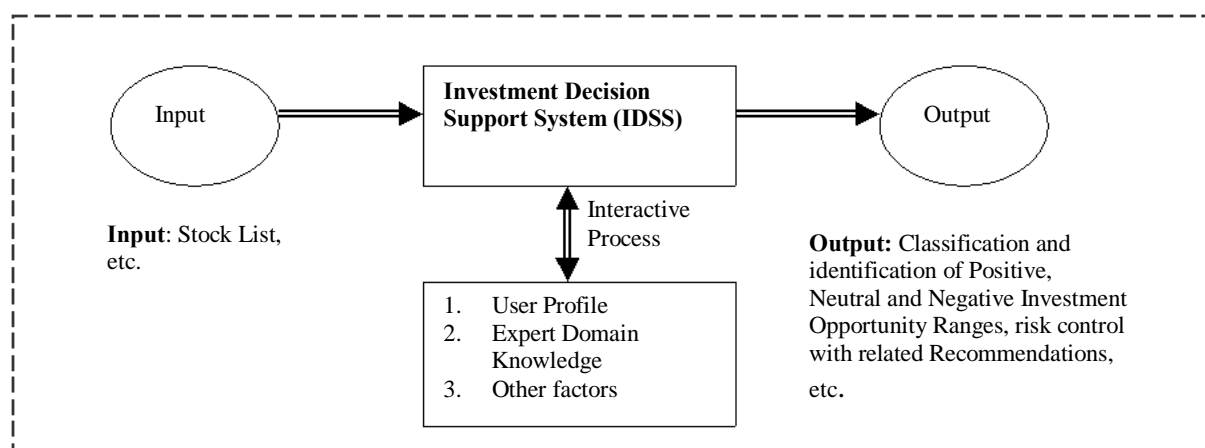 Input
Investment Decision
Support System (IDSS)
Output
Interactive
Process
Input: Stock List,
etc.
Output: Classification and
identification of Positive,
Neutral and Negative Investment
Opportunity Ranges, risk control
with related Recommendations,
etc.
1. User Profile
2. Expert Domain
Knowledge
3. Other factors